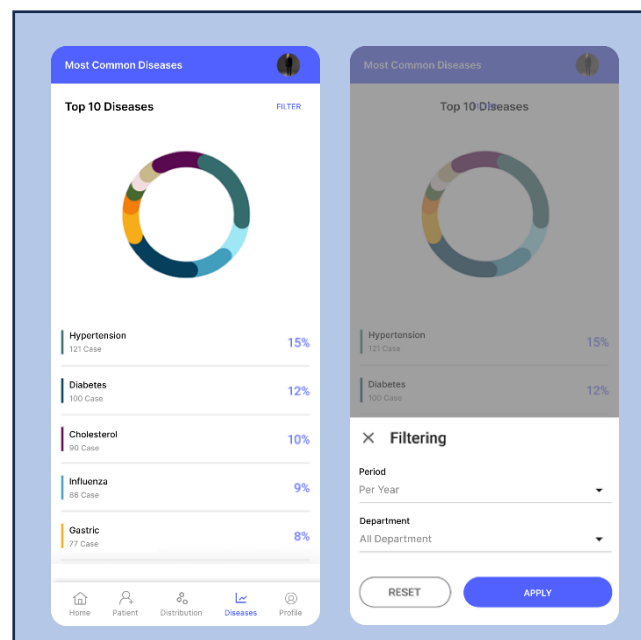 Most Common Diseases
Top 10 Diseases
FILTER
Hypertension
121 Case
15%
Diabetes
100 Case
12%
Cholesterol
90 Case
10%
Influenza
86 Case
9%
Gastric
77 Case
8%
Home
Patient
Distribution
Diseases
Profile
Most Common Diseases
Top 10 Diseases
FILTER
Hypertension
121 Case
15%
Diabetes
100 Case
12%
Filtering
Period
Per Year
Department
All Department
RESET
APPLY